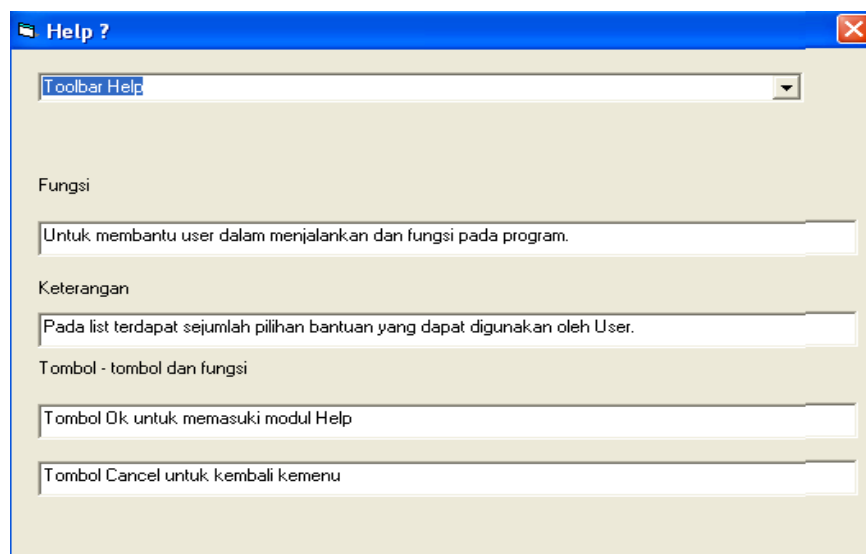 Help ?
Toolbar Help
Fungsi
Untuk membantu user dalam menjalankan dan fungsi pada program.
Keterangan
Pada list terdapat sejumlah pilihan bantuan yang dapat digunakan oleh User.
Tombol - tombol dan fungsi
Tombol Ok untuk memasuki modul Help
Tombol Cancel untuk kembali kemenu